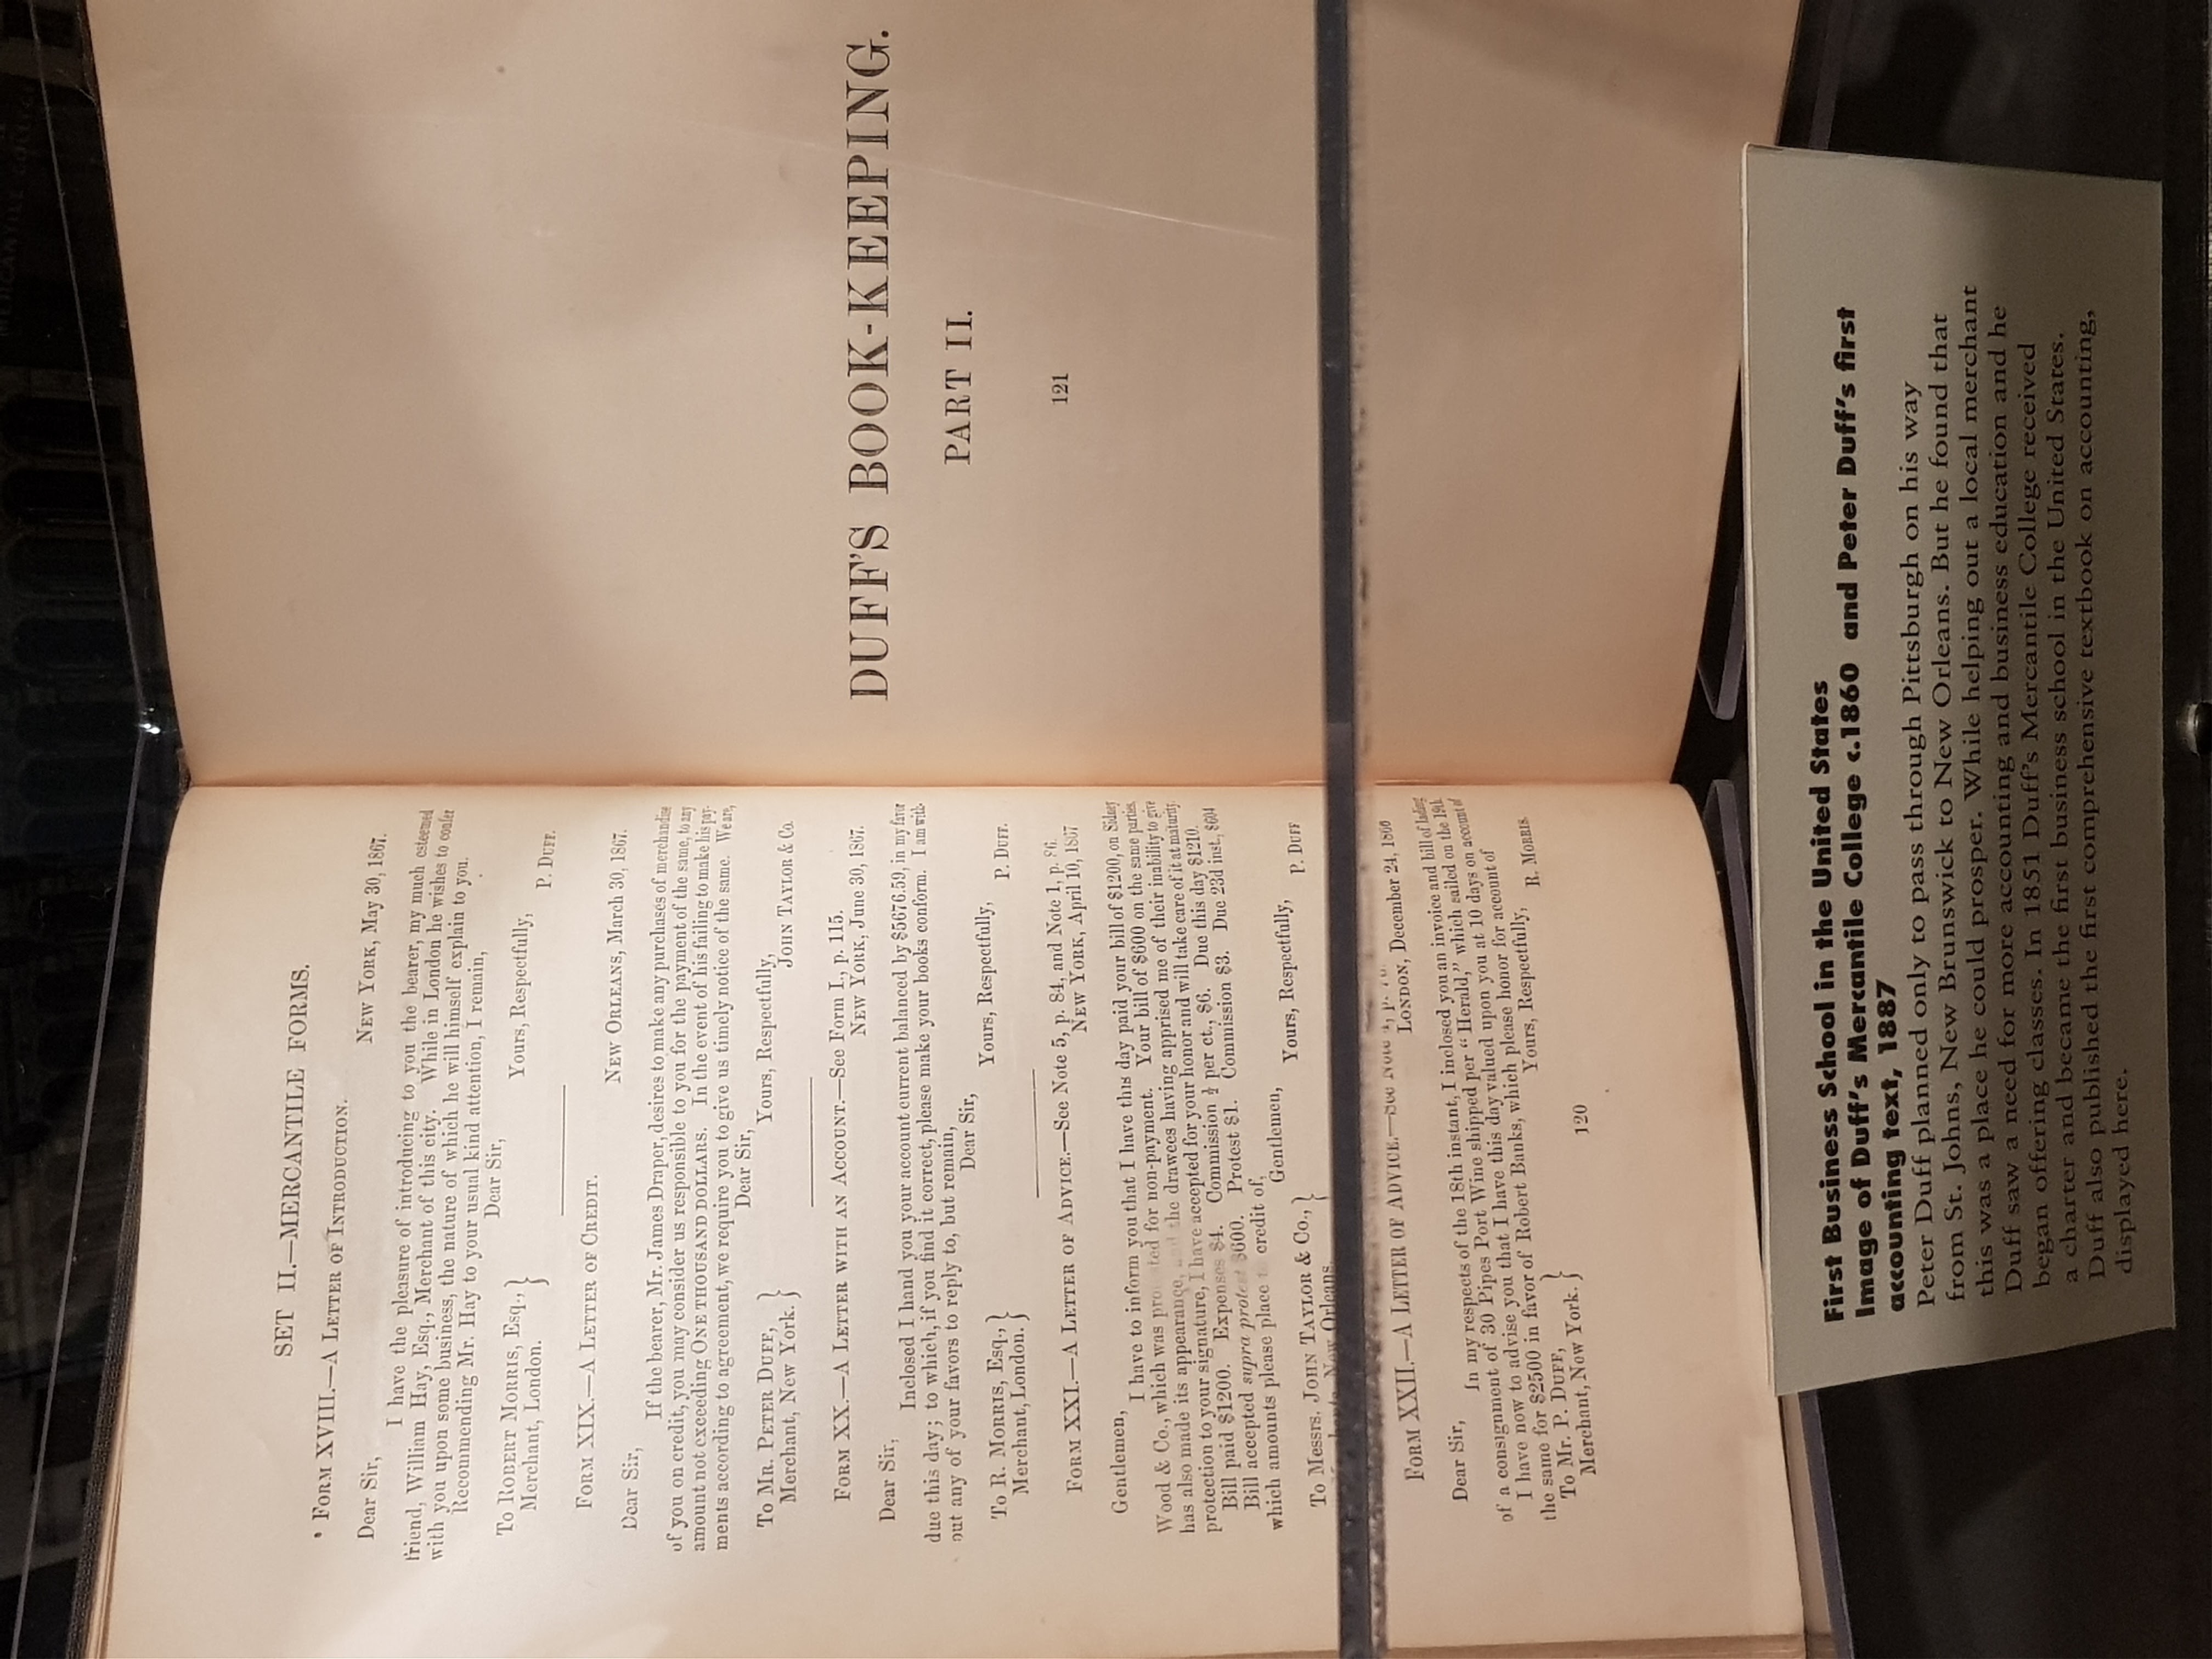 SET II.—MERCANTILE FORMS.
FORM XVIII.—A LETTER OF INTRODUCTION.
NEW YORK, May 30, 1867.
Dear Sir,
I have the pleasure of introducing to you the bearer, my much esteemed
friend, William Hay, Esq., Merchant of this city. While in London he wishes to confer
with you upon some business, the nature of which he will himself explain to you.
Recommending Mr. Hay to your usual kind attention, I remain,
Dear Sir,
Yours, Respectfully,
P. DUFF.
To ROBERT MORRIS, Esq., }
Merchant, London.
FORM XIX.—A LETTER OF CREDIT.
NEW ORLEANS, March 30, 1867.
Dear Sir,
If the bearer, Mr. James Draper, desires to make any purchases of merchandise
of you on credit, you may consider us responsible to you for the payment of the same, to any
amount not exceeding ONE THOUSAND DOLLARS. In the event of his failing to make his pay-
ments according to agreement, we require you to give us timely notice of the same. We are,
Dear Sir,
Yours, Respectfully,
JOHN TAYLOR & Co.
To Mr. PETER DUFF, }
Merchant, New York.
FORM XX.—A LETTER WITH AN ACCOUNT.—See Form I., p. 115.
NEW YORK, June 30, 1867.
Dear Sir,
Inclosed I hand you your account current balanced by $5676.59, in my favor
due this day; to which, if you find it correct, please make your books conform. I am with-
out any of your favors to reply to, but remain,
Dear Sir,
Yours, Respectfully,
P. DUFF.
To R. MORRIS, Esq., }
Merchant, London.
FORM XXI.—A LETTER OF ADVICE.—See Note 5, p. 84, and Note 1, p. 86.
NEW YORK, April 10, 1867
Gentlemen,
I have to inform you that I have this day paid your bill of $1200, on Sidney
Wood & Co., which was protested for non-payment. Your bill of $600 on the same parties,
has also made its appearance, and the drawees having apprised me of their inability to give
protection to your signature, I have accepted for your honor and will take care of it at maturity.
Bill paid $1200. Expenses $4. Commission ½ per ct., $6. Due this day $1210.
Bill accepted supra protest $600. Protest $1. Commission $3. Due 23d inst., $604
which amounts please place to credit of,
Gentlemen,
Yours, Respectfully,
P. DUFF
To Messrs. JOHN TAYLOR & Co., }
New Orleans.
FORM XXII.—A LETTER OF ADVICE.—See Note
LONDON, December 24, 1866
Dear Sir,
In my respects of the 18th instant, I inclosed you an invoice and bill of lading
of a consignment of 30 Pipes Port Wine shipped per "Herald," which sailed on the 19th.
I have now to advise you that I have this day valued upon you at 10 days on account of
the same for $2500 in favor of Robert Banks, which please honor for account of
Yours, Respectfully,
R. MORRIS.
To Mr. P. DUFF, }
Merchant, New York.
120
DUFF'S BOOK-KEEPING.
PART II.
121
First Business School in the United States
Image of Duff's Mercantile College c.1860 and Peter Duff's first
accounting text, 1887
Peter Duff planned only to pass through Pittsburgh on his way
from St. Johns, New Brunswick to New Orleans. But he found that
this was a place he could prosper. While helping out a local merchant
Duff saw a need for more accounting and business education and he
began offering classes. In 1851 Duff's Mercantile College received
a charter and became the first business school in the United States.
Duff also published the first comprehensive textbook on accounting,
displayed here.